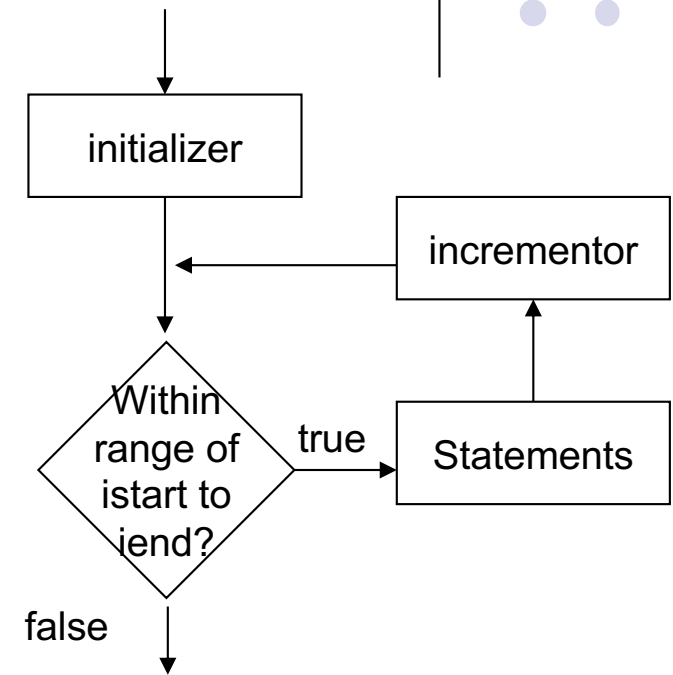 initializer
incrementor
Within
range of
istart to
iend?
true
Statements
false